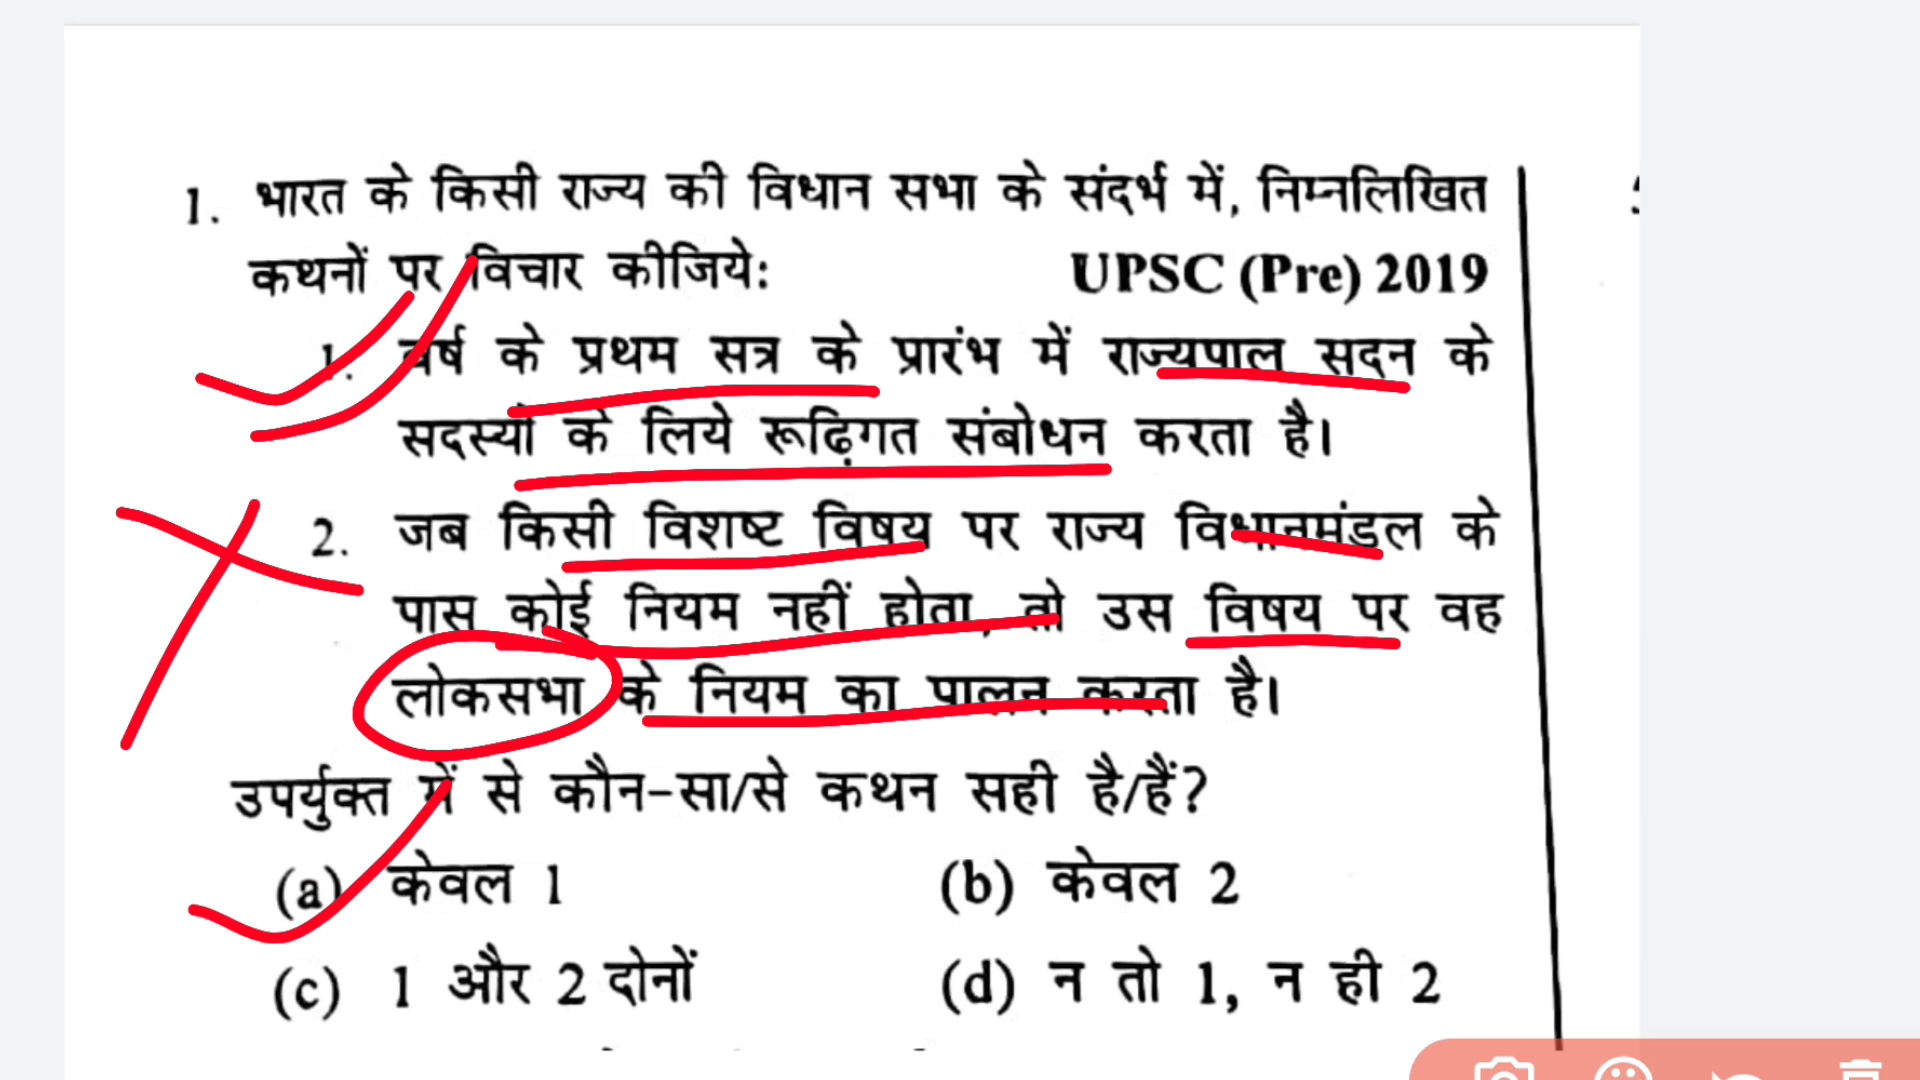 1. भारत के किसी राज्य की विधान सभा के संदर्भ में, निम्नलिखित
कथनों पर विचार कीजिये: UPSC (Pre) 2019
1. वर्ष के प्रथम सत्र के प्रारंभ में राज्यपाल सदन के
सदस्यों के लिये रूढ़िगत संबोधन करता है।
2. जब किसी विशष्ट विषय पर राज्य विधानमंडल के
पास कोई नियम नहीं होता, तो उस विषय पर वह
लोकसभा के नियम का पालन करता है।
उपर्युक्त में से कौन-सा/से कथन सही है/हैं?
(a) केवल 1 (b) केवल 2
(c) 1 और 2 दोनों (d) न तो 1, न ही 2